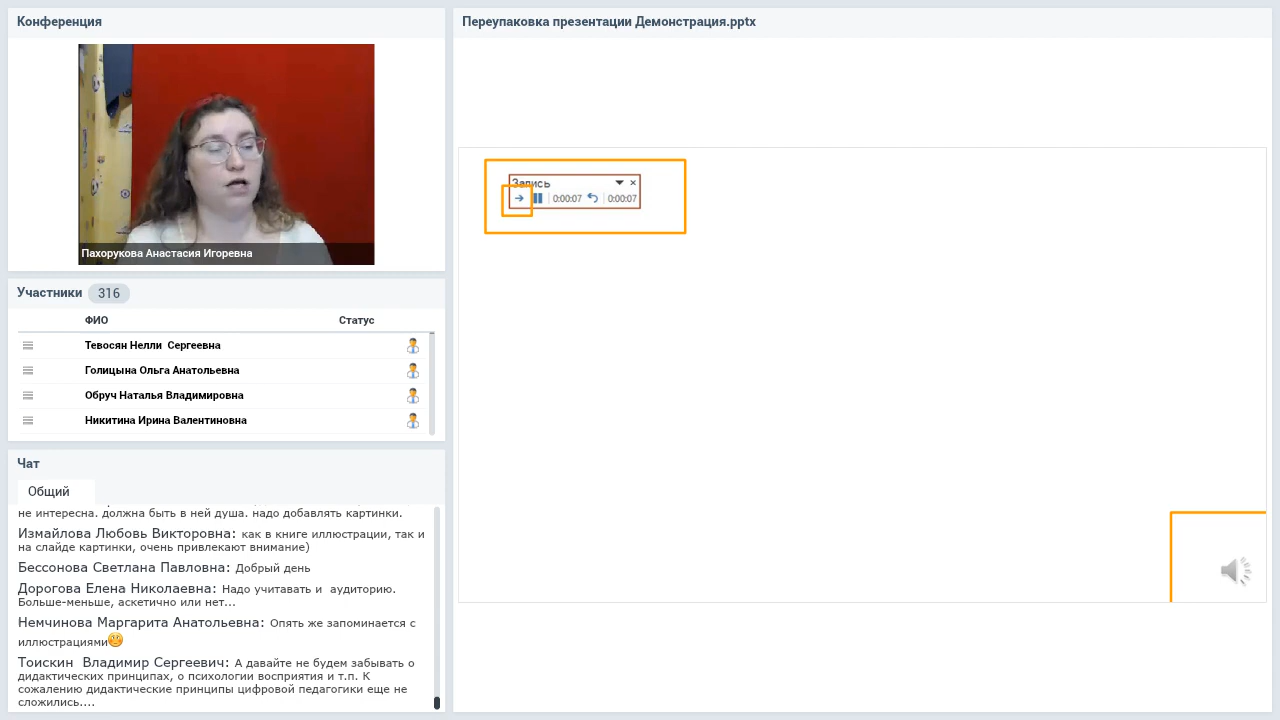 Конференция
Пахорукова Анастасия Игоревна
Участники 316
ФИО Статус
Тевосян Нелли Сергеевна
Голицына Ольга Анатольевна
Обруч Наталья Владимировна
Никитина Ирина Валентиновна
Чат
Общий
не интересна. должна быть в ней душа. надо добавлять картинки.
Измайлова Любовь Викторовна: как в книге иллюстрации, так и
на слайде картинки, очень привлекают внимание)
Бессонова Светлана Павловна: Добрый день
Дорогова Елена Николаевна: Надо учитывать и аудиторию.
Больше-меньше, аскетично или нет...
Немчинова Маргарита Анатольевна: Опять же запоминается с
иллюстрациями
Тоискин Владимир Сергеевич: А давайте не будем забывать о
дидактических принципах, о психологии восприятия и т.п. К
сожалению дидактические принципы цифровой педагогики еще не
сложились....
Переупаковка презентации Демонстрация.pptx
Запись
0:00:07 0:00:07